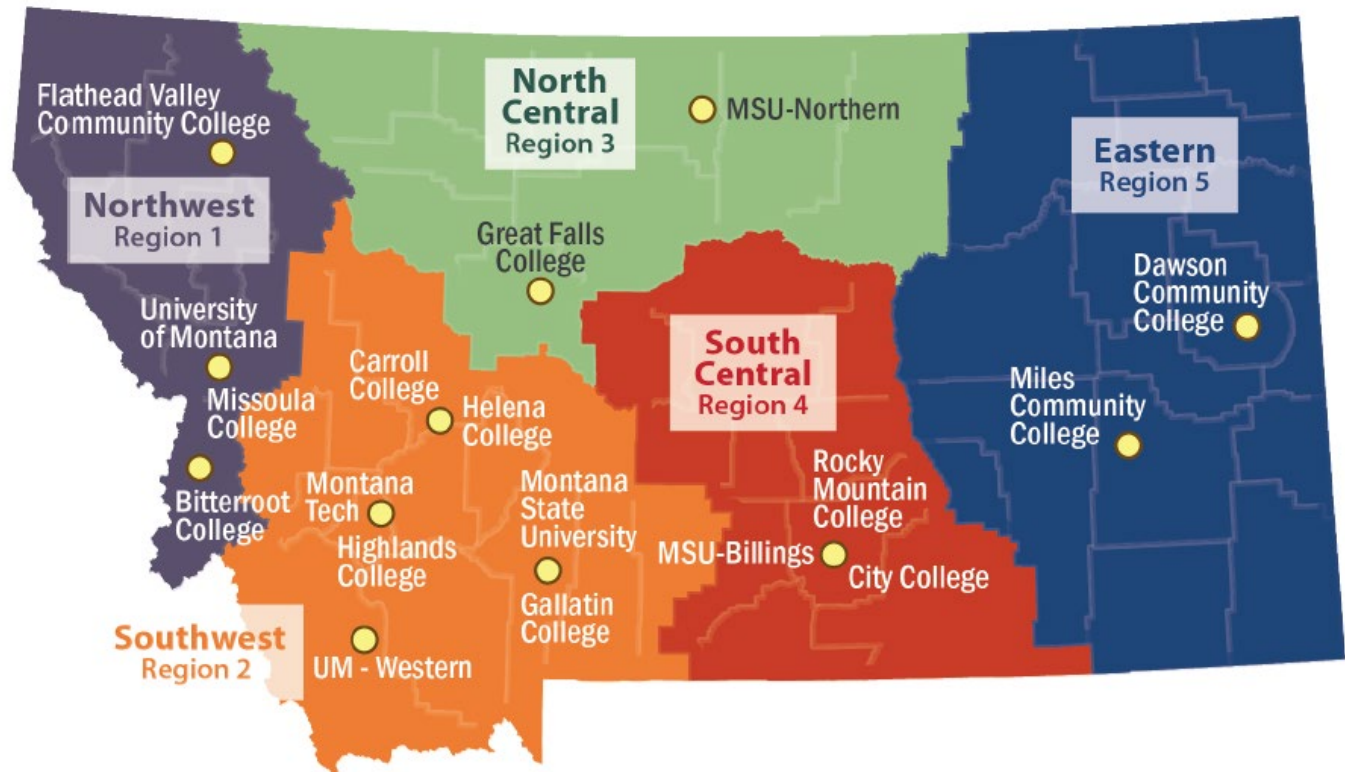 Flathead Valley
Community College
Northwest
Region 1
University
of Montana
Missoula
College
Bitterroot
College
North
Central
Region 3
MSU-Northern
Great Falls
College
Carroll
College
Helena
College
Montana
Tech
Highlands
College
Montana
State
University
Gallatin
College
Southwest
Region 2
UM - Western
South
Central
Region 4
Rocky
Mountain
College
MSU-Billings
City College
Eastern
Region 5
Dawson
Community
College
Miles
Community
College